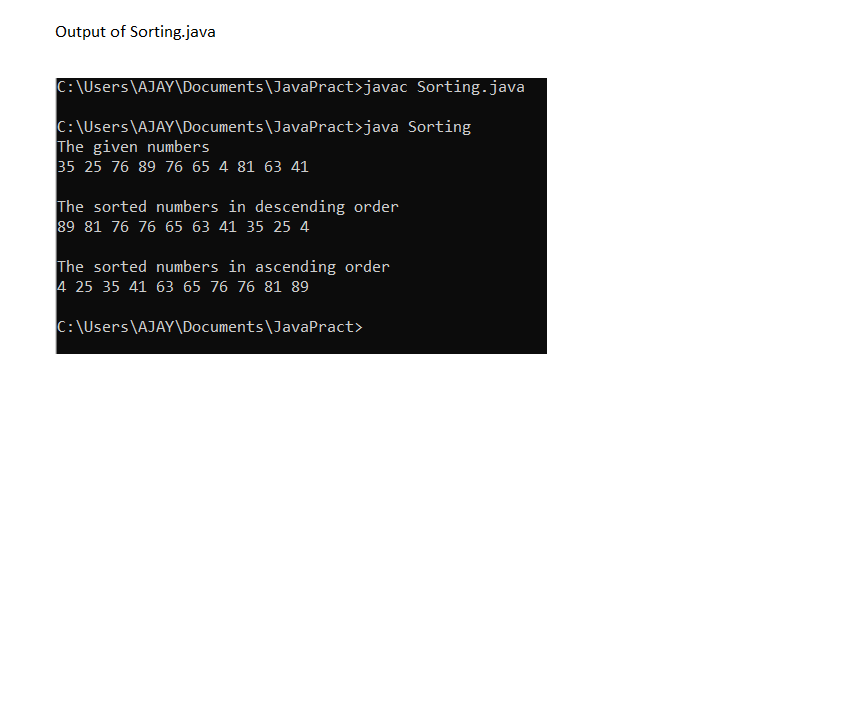 Output of Sorting.java
C:\Users\AJAY\Documents\JavaPract>javac Sorting.java
C:\Users\AJAY\Documents\JavaPract>java Sorting
The given numbers
35 25 76 89 76 65 4 81 63 41
The sorted numbers in descending order
89 81 76 76 65 63 41 35 25 4
The sorted numbers in ascending order
4 25 35 41 63 65 76 76 81 89
C:\Users\AJAY\Documents\JavaPract>